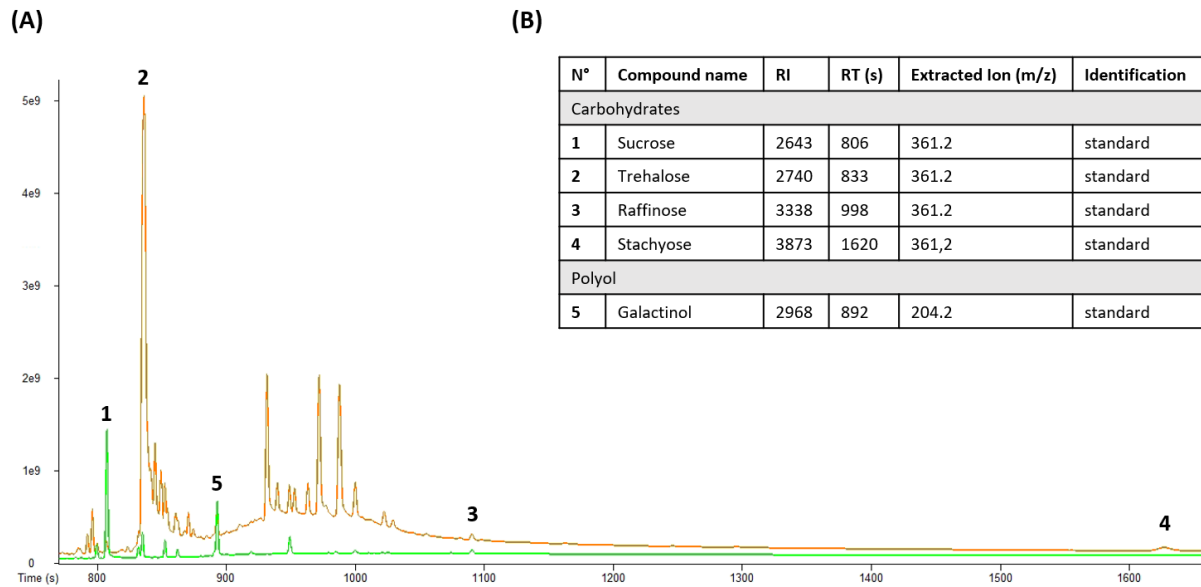 (A)
(B)
N° Compound name RI RT (s) Extracted Ion (m/z) Identification
Carbohydrates
1 Sucrose 2643 806 361.2 standard
2 Trehalose 2740 833 361.2 standard
3 Raffinose 3338 998 361.2 standard
4 Stachyose 3873 1620 361,2 standard
Polyol
5 Galactinol 2968 892 204.2 standard
2
5e9
4e9
3e9
2e9
1
1e9
5
3
4
0
Time (s) 800 900 1000 1100 1200 1300 1400 1500 1600